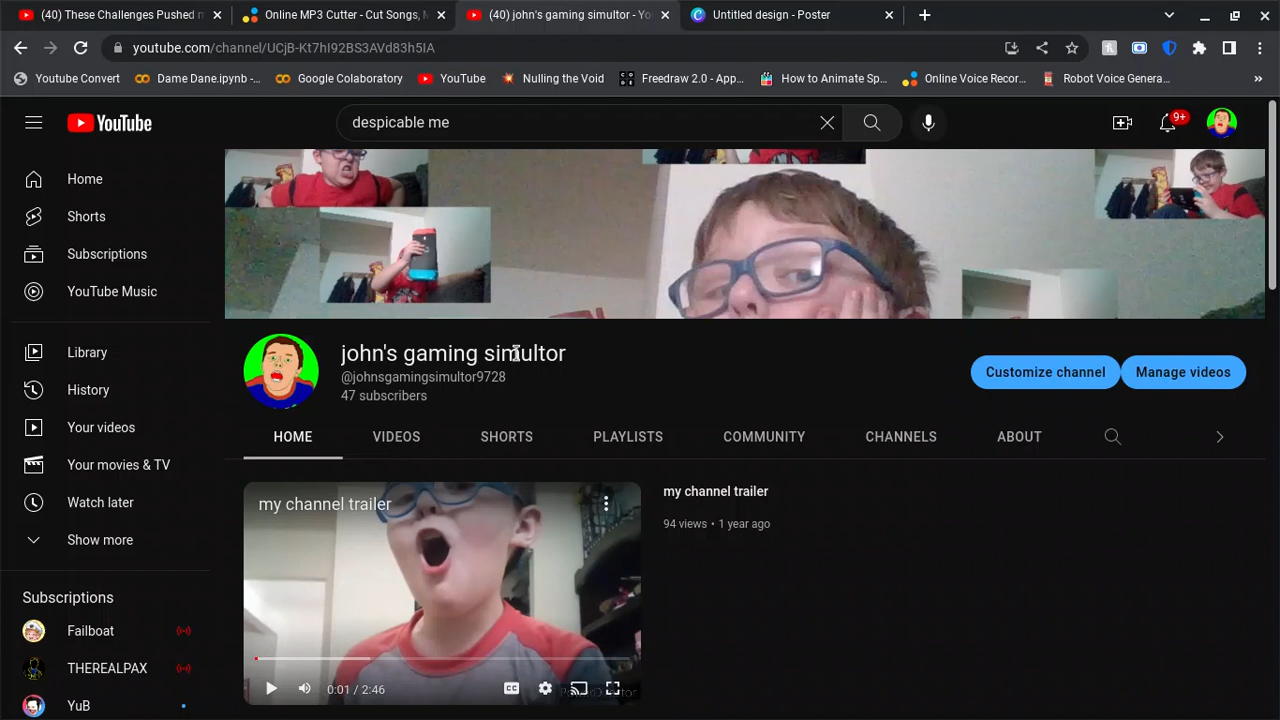 (40) These Challenges Pushed m
Online MP3 Cutter - Cut Songs, M
(40) john's gaming simultor - Yo
Untitled design - Poster
youtube.com/channel/UCjB-Kt7hI92BS3AVd83h5IA
Youtube Convert
Dame Dane.ipynb -...
Google Colaboratory
YouTube
Nulling the Void
Freedraw 2.0 - App...
How to Animate Sp...
Online Voice Recor...
Robot Voice Genera...
YouTube
despicable me
9+
Home
Shorts
Subscriptions
YouTube Music
Library
History
Your videos
Your movies & TV
Watch later
Show more
Subscriptions
Failboat
THEREALPAX
YuB
john's gaming simultor
@johnsgamingsimultor9728
47 subscribers
Customize channel
Manage videos
HOME
VIDEOS
SHORTS
PLAYLISTS
COMMUNITY
CHANNELS
ABOUT
my channel trailer
0:01 / 2:46
CC
PowerDirector
my channel trailer
94 views • 1 year ago